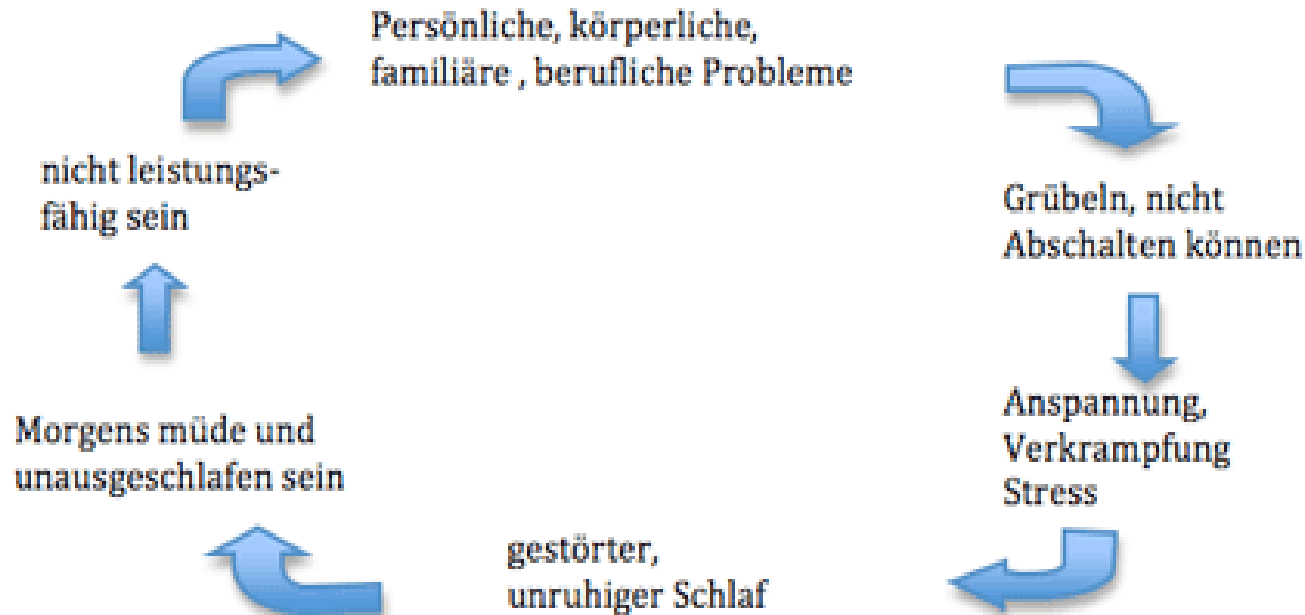 Persönliche, körperliche,
familiäre , berufliche Probleme
Grübeln, nicht
Abschalten können
Anspannung,
Verkrampfung
Stress
gestörter,
unruhiger Schlaf
Morgens müde und
unausgeschlafen sein
nicht leistungs-
fähig sein